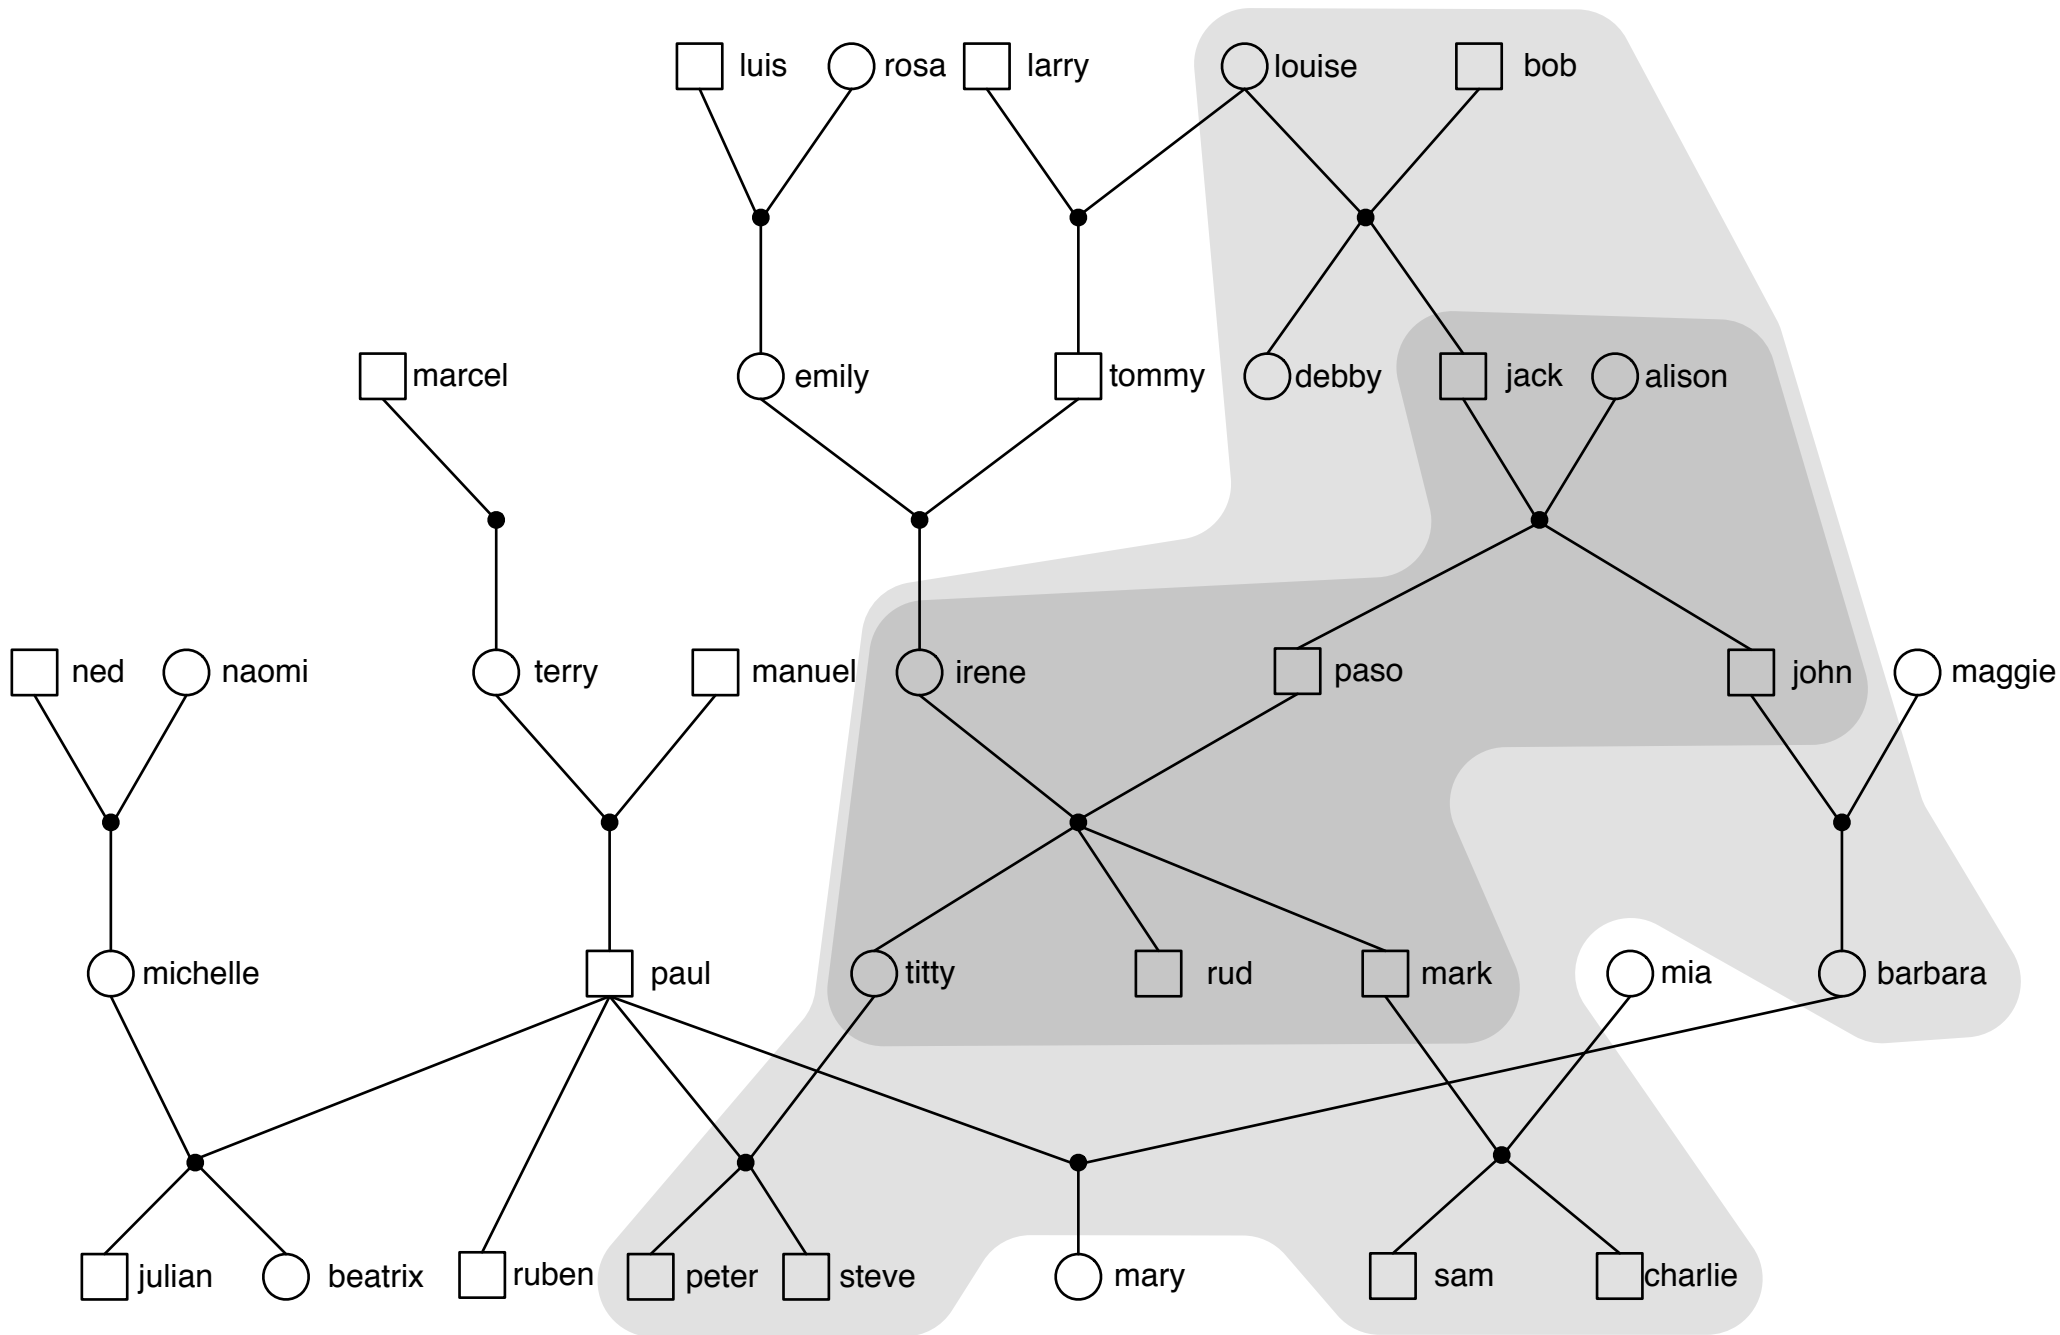 luis rosa larry louise bob
marcel emily tommy debby jack alison
ned naomi terry manuel irene paso john maggie
michelle paul titty rud mark mia barbara
julian beatrix ruben peter steve mary sam charlie